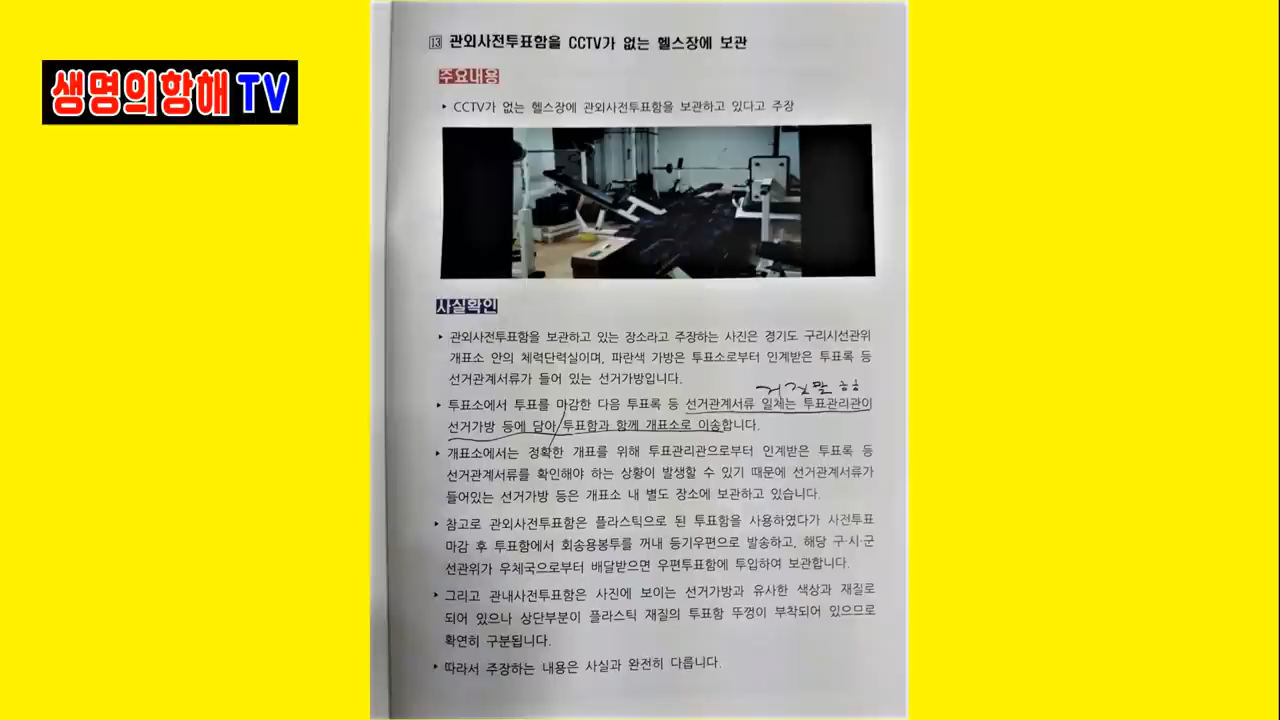 생명의항해TV
13 관외사전투표함을 CCTV가 없는 헬스장에 보관
주요내용
‣ CCTV가 없는 헬스장에 관외사전투표함을 보관하고 있다고 주장
사실확인
‣ 관외사전투표함을 보관하고 있는 장소라고 주장하는 사진은 경기도 구리시선관위
개표소 안의 체력단력실이며, 파란색 가방은 투표소로부터 인계받은 투표록 등
선거관계서류가 들어 있는 선거가방입니다.
거짓말 ㅎㅎ
‣ 투표소에서 투표를 마감한 다음 투표록 등 선거관계서류 일체는 투표관리관이
선거가방 등에 담아 투표함과 함께 개표소로 이송합니다.
‣ 개표소에서는 정확한 개표를 위해 투표관리관으로부터 인계받은 투표록 등
선거관계서류를 확인해야 하는 상황이 발생할 수 있기 때문에 선거관계서류가
들어있는 선거가방 등은 개표소 내 별도 장소에 보관하고 있습니다.
‣ 참고로 관외사전투표함은 플라스틱으로 된 투표함을 사용하였다가 사전투표
마감 후 투표함에서 회송용봉투를 꺼내 등기우편으로 발송하고, 해당 구·시·군
선관위가 우체국으로부터 배달받으면 우편투표함에 투입하여 보관합니다.
‣ 그리고 관내사전투표함은 사진에 보이는 선거가방과 유사한 색상과 재질로
되어 있으나 상단부분이 플라스틱 재질의 투표함 뚜껑이 부착되어 있으므로
확연히 구분됩니다.
‣ 따라서 주장하는 내용은 사실과 완전히 다릅니다.